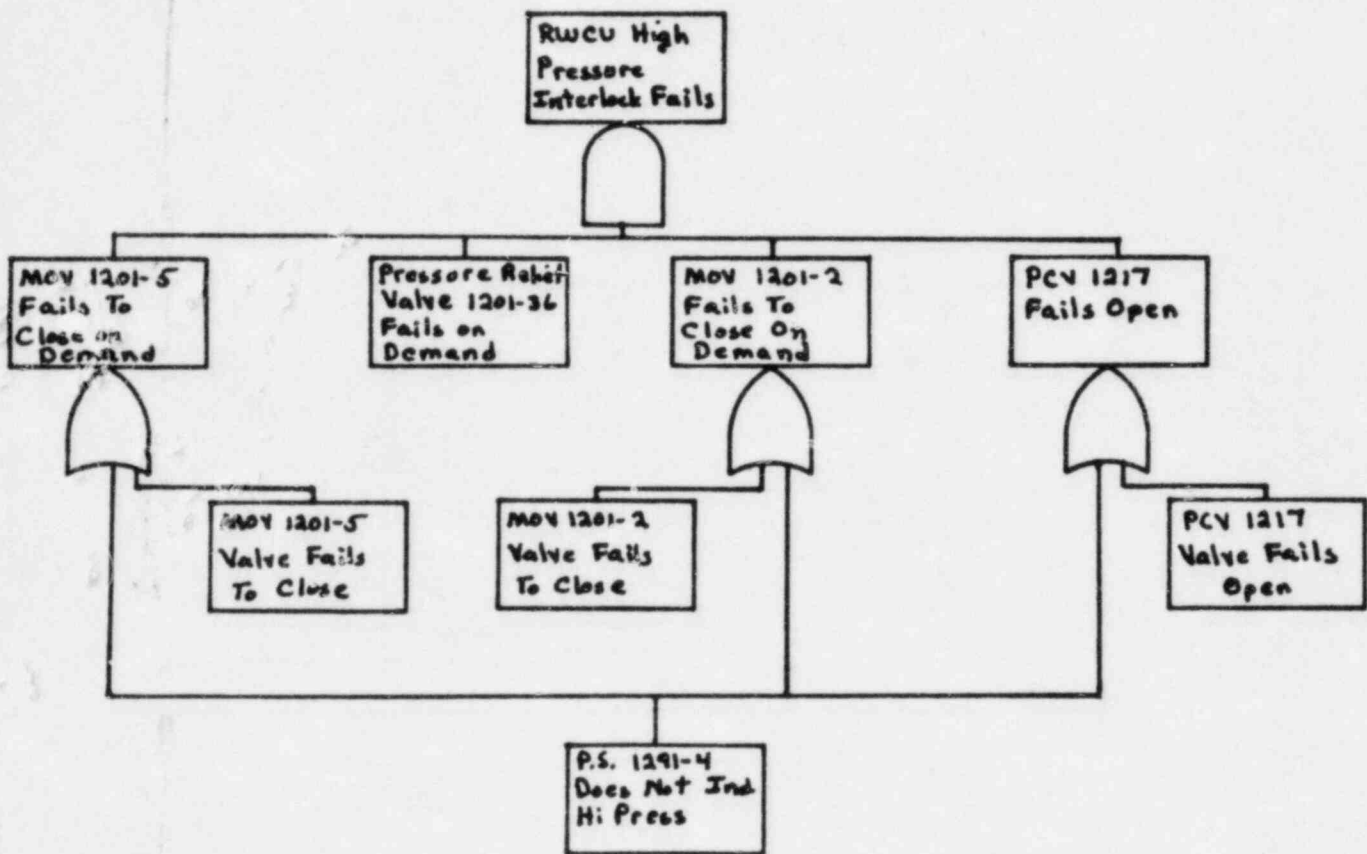 RWCU High
Pressure
Interlock Fails
MOV 1201-5
Fails To
Close on
Demand
Pressure Relief
Valve 1201-36
Fails on
Demand
MOV 1201-2
Fails To
Close On
Demand
PCV 1217
Fails Open
MOV 1201-5
Valve Fails
To Close
MOV 1201-2
Valve Fails
To Close
PCV 1217
Valve Fails
Open
P.S. 1291-4
Does Not Ind
Hi Press